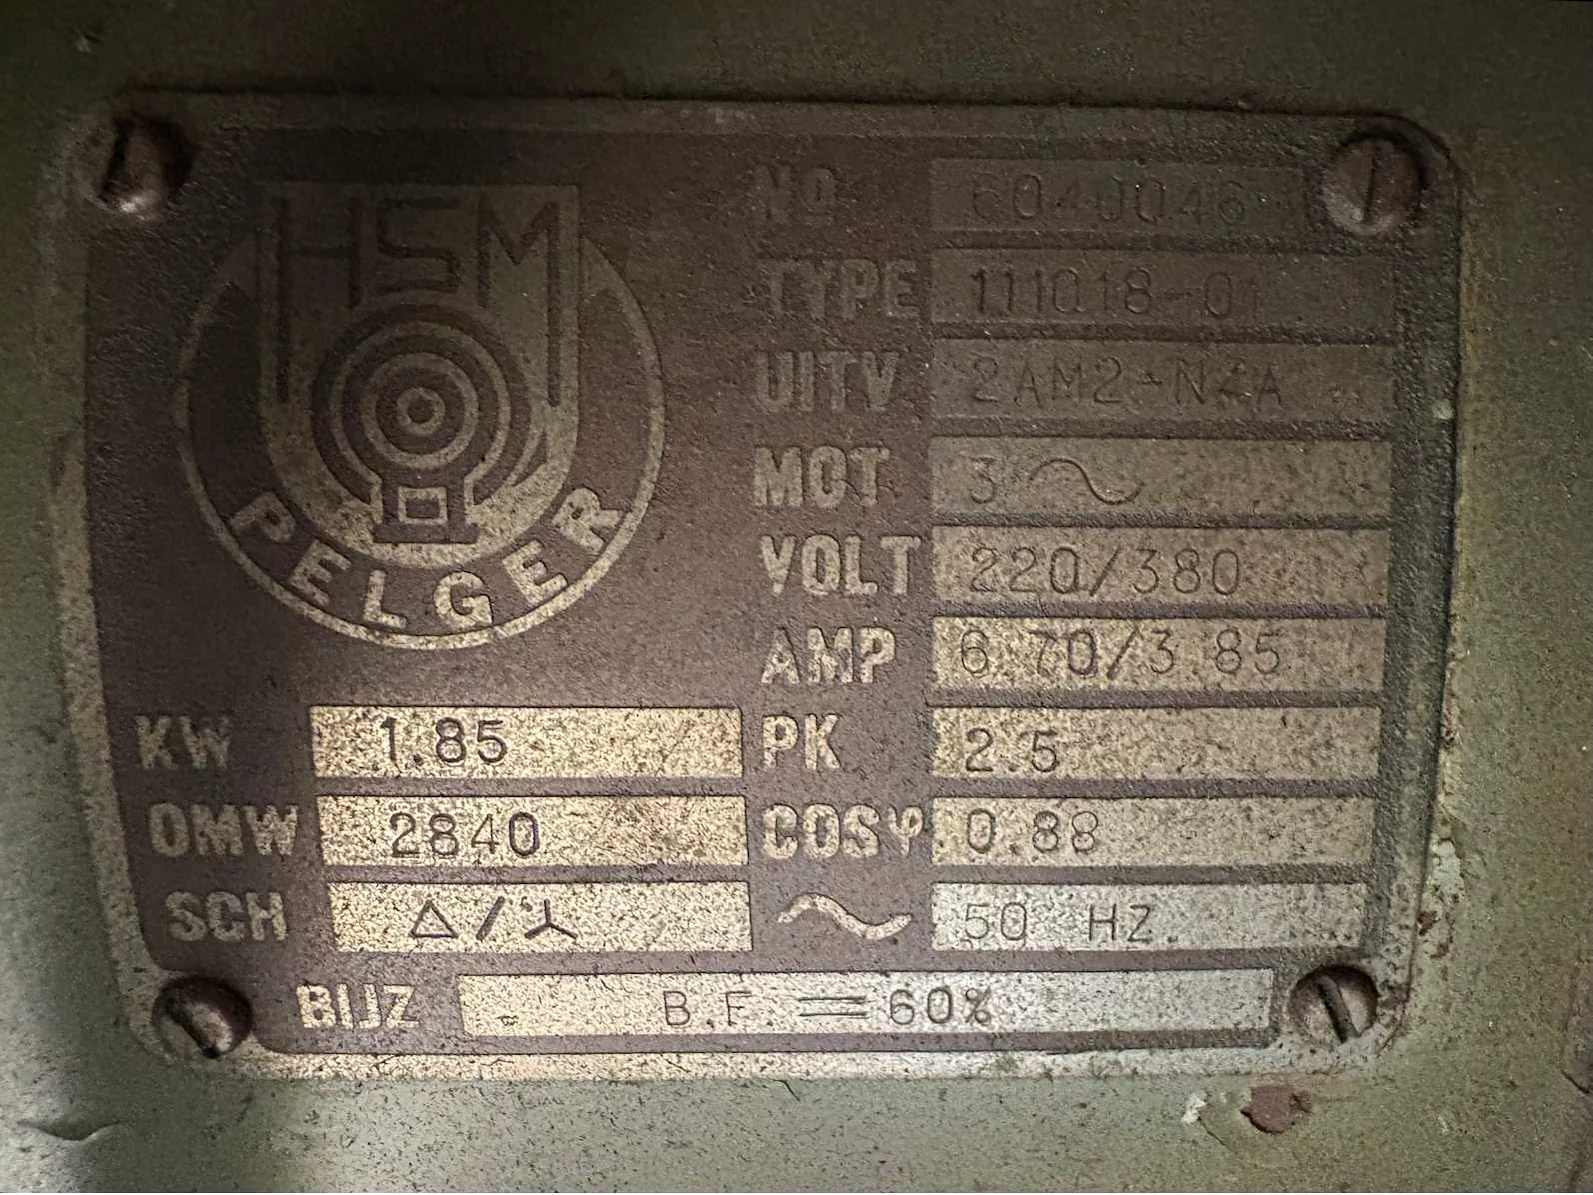 HSM
PELGER
NO 6040046
TYPE 111018-01
UITV 2AM2-N4A
MOT 3 ~
VOLT 220/380
AMP 6.70/3.85
KW 1.85 PK 2.5
OMW 2840 COSφ 0.88
SCH △/Y ~ 50 HZ.
BIJZ B.F. = 60%